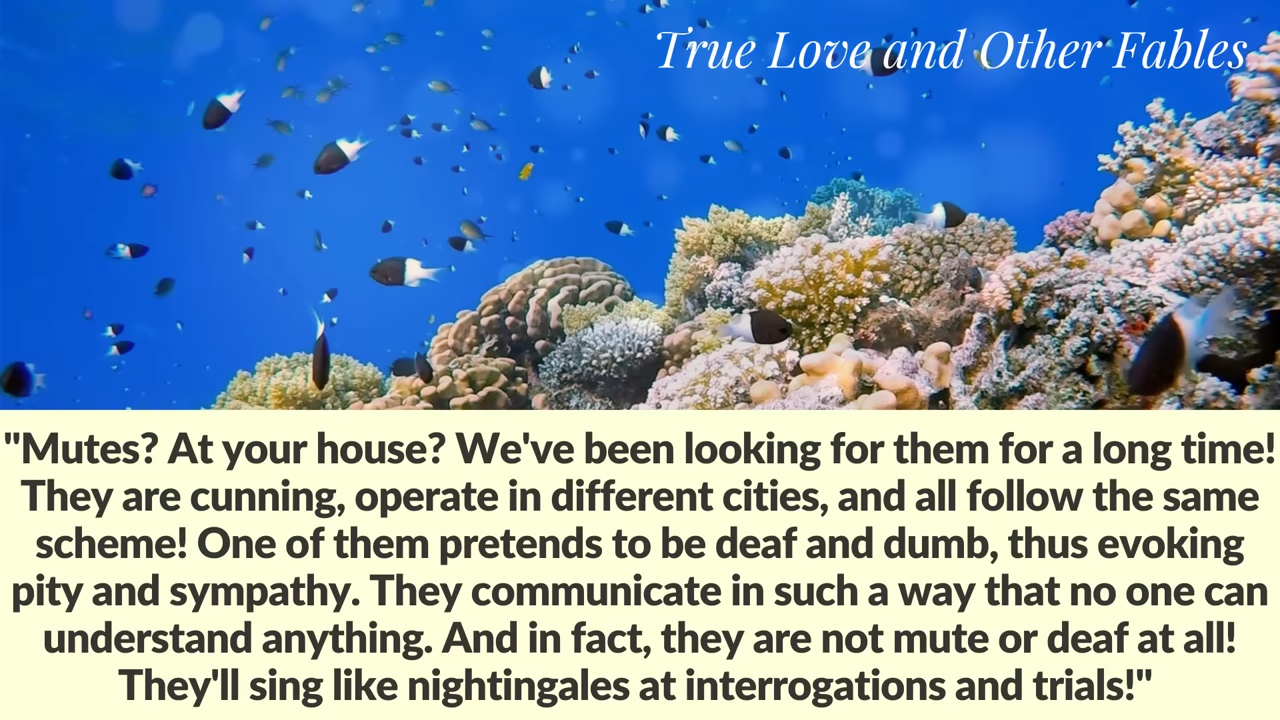 True Love and Other Fables
"Mutes? At your house? We've been looking for them for a long time!
They are cunning, operate in different cities, and all follow the same
scheme! One of them pretends to be deaf and dumb, thus evoking
pity and sympathy. They communicate in such a way that no one can
understand anything. And in fact, they are not mute or deaf at all!
They'll sing like nightingales at interrogations and trials!"